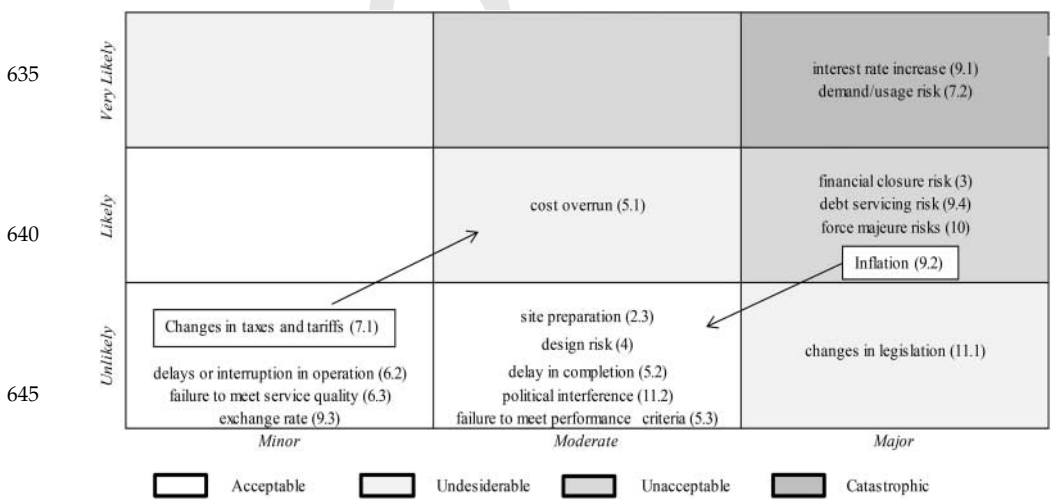 635
Very Likely
interest rate increase (9.1)
demand/usage risk (7.2)
640
Likely
cost overrun (5.1)
financial closure risk (3)
debt servicing risk (9.4)
force majeure risks (10)
Inflation (9.2)
645
Unlikely
Changes in taxes and tariffs (7.1)
delays or interruption in operation (6.2)
failure to meet service quality (6.3)
exchange rate (9.3)
site preparation (2.3)
design risk (4)
delay in completion (5.2)
political interference (11.2)
failure to meet performance criteria (5.3)
changes in legislation (11.1)
Minor
Moderate
Major
Acceptable
Undesiderable
Unacceptable
Catastrophic